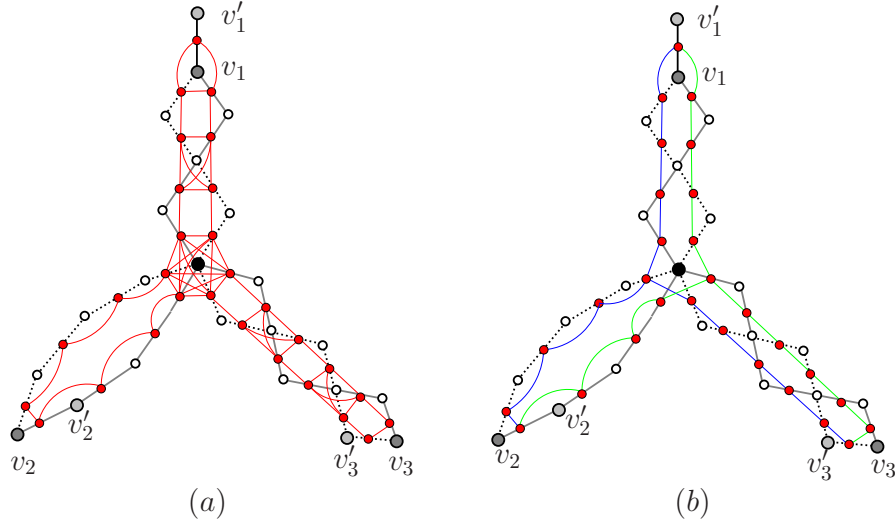 v′₁ v′₁
v₁ v₁
v′₂ v′₂
v₂ v′₃ v₃ v₂ v′₃ v₃
(a) (b)